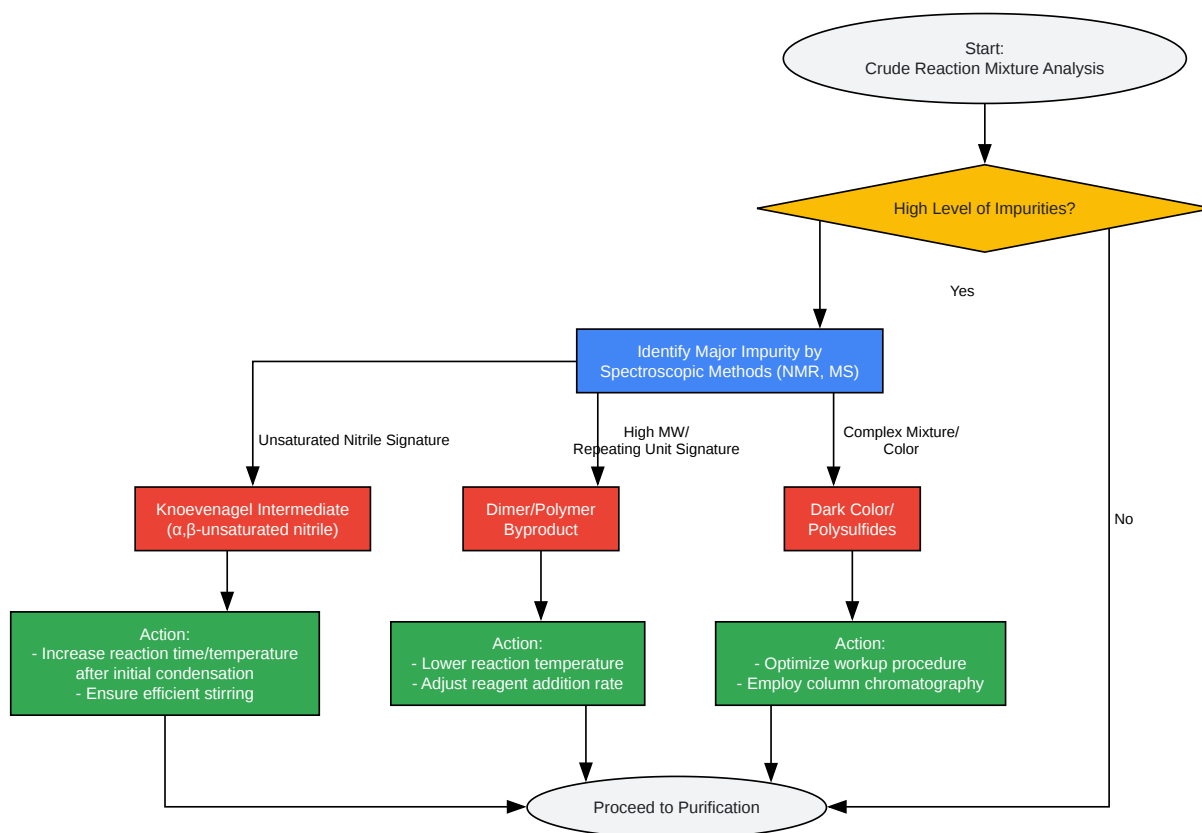 Start:
Crude Reaction Mixture Analysis
High Level of Impurities?
Yes
Identify Major Impurity by
Spectroscopic Methods (NMR, MS)
Unsaturated Nitrile Signature
High MW/
Repeating Unit Signature
Complex Mixture/
Color
Knoevenagel Intermediate
(α,β-unsaturated nitrile)
Dimer/Polymer
Byproduct
Dark Color/
Polysulfides
No
Action:
- Increase reaction time/temperature
after initial condensation
- Ensure efficient stirring
Action:
- Lower reaction temperature
- Adjust reagent addition rate
Action:
- Optimize workup procedure
- Employ column chromatography
Proceed to Purification